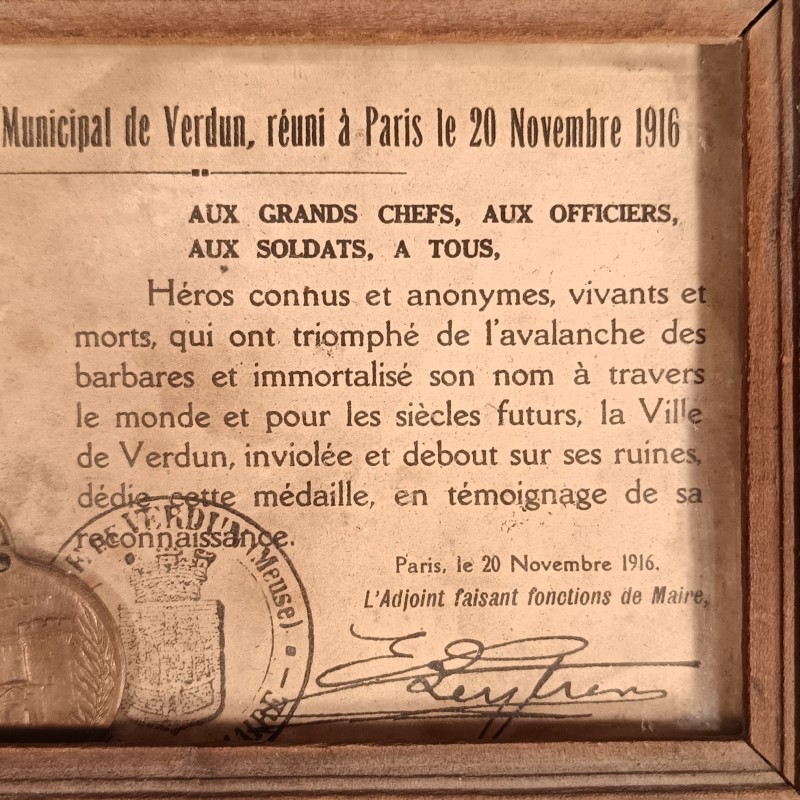 Municipal de Verdun, réuni à Paris le 20 Novembre 1916
AUX GRANDS CHEFS, AUX OFFICIERS,
AUX SOLDATS, A TOUS,
Héros connus et anonymes, vivants et
morts, qui ont triomphé de l'avalanche des
barbares et immortalisé son nom à travers
le monde et pour les siècles futurs, la Ville
de Verdun, inviolée et debout sur ses ruines,
dédie cette médaille, en témoignage de sa
reconnaissance.
DE VERDUN (Meuse)
Paris, le 20 Novembre 1916.
L'Adjoint faisant fonctions de Maire,